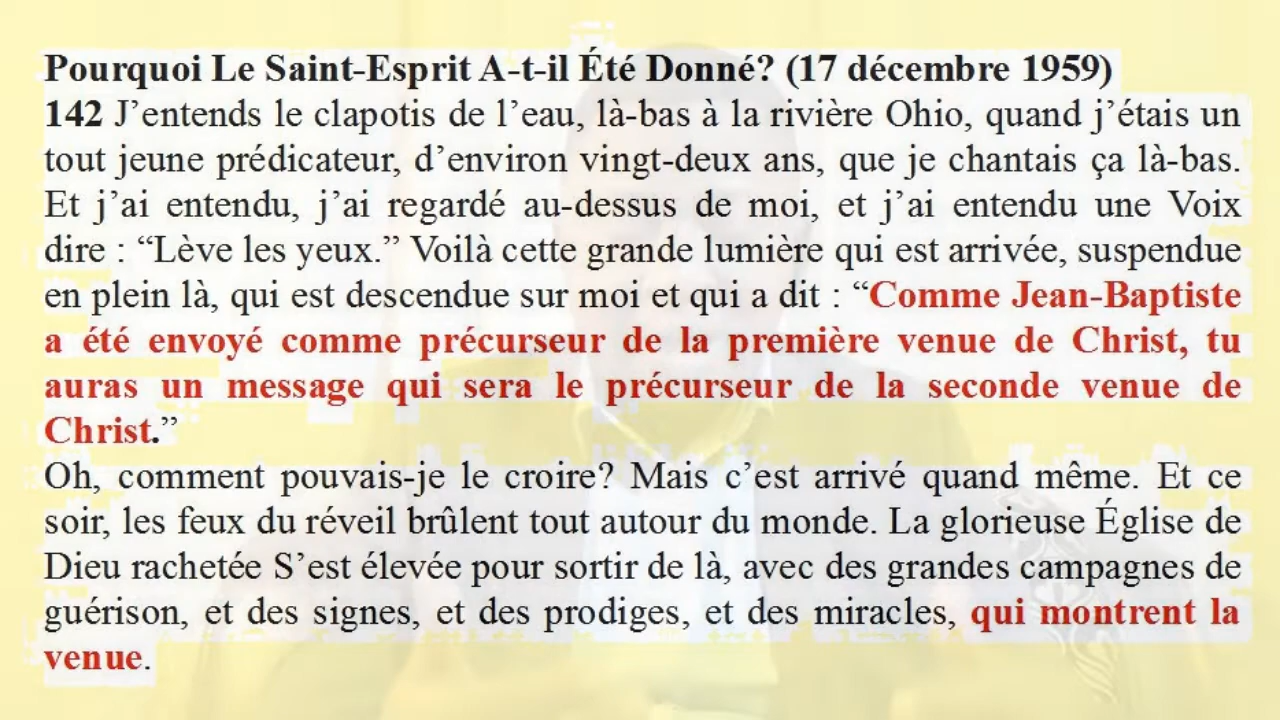 Pourquoi Le Saint-Esprit A-t-il Été Donné? (17 décembre 1959)
142 J’entends le clapotis de l’eau, là-bas à la rivière Ohio, quand j’étais un
tout jeune prédicateur, d’environ vingt-deux ans, que je chantais ça là-bas.
Et j’ai entendu, j’ai regardé au-dessus de moi, et j’ai entendu une Voix
dire : “Lève les yeux.” Voilà cette grande lumière qui est arrivée, suspendue
en plein là, qui est descendue sur moi et qui a dit : “Comme Jean-Baptiste
a été envoyé comme précurseur de la première venue de Christ, tu
auras un message qui sera le précurseur de la seconde venue de
Christ.”
Oh, comment pouvais-je le croire? Mais c’est arrivé quand même. Et ce
soir, les feux du réveil brûlent tout autour du monde. La glorieuse Église de
Dieu rachetée S’est élevée pour sortir de là, avec des grandes campagnes de
guérison, et des signes, et des prodiges, et des miracles, qui montrent la
venue.